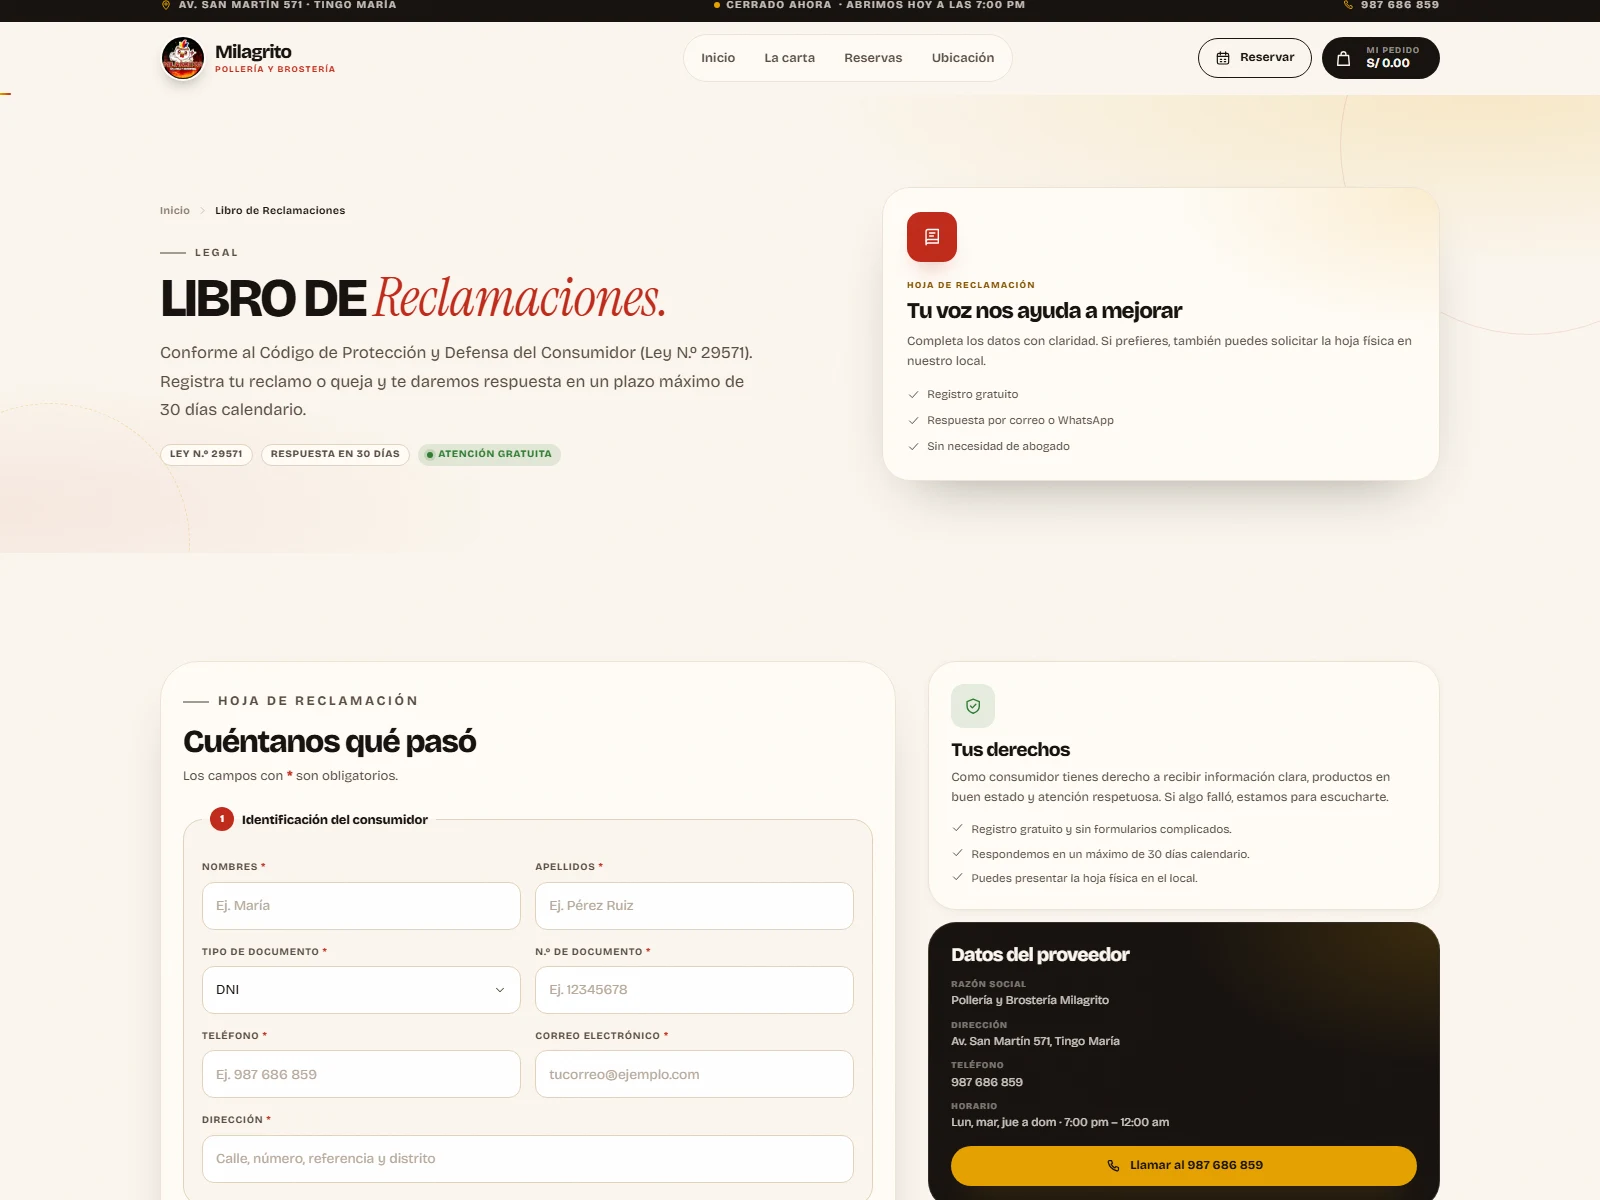 AV. SAN MARTÍN 571 · TINGO MARÍA
CERRADO AHORA · ABRIMOS HOY A LAS 7:00 PM
987 686 859
Milagrito
POLLERÍA Y BROSTERÍA
Inicio
La carta
Reservas
Ubicación
Reservar
MI PEDIDO
S/ 0.00
Inicio
Libro de Reclamaciones
LEGAL
LIBRO DE Reclamaciones.
Conforme al Código de Protección y Defensa del Consumidor (Ley N.º 29571).
Registra tu reclamo o queja y te daremos respuesta en un plazo máximo de
30 días calendario.
LEY N.º 29571
RESPUESTA EN 30 DÍAS
ATENCIÓN GRATUITA
HOJA DE RECLAMACIÓN
Tu voz nos ayuda a mejorar
Completa los datos con claridad. Si prefieres, también puedes solicitar la hoja física en
nuestro local.
Registro gratuito
Respuesta por correo o WhatsApp
Sin necesidad de abogado
HOJA DE RECLAMACIÓN
Cuéntanos qué pasó
Los campos con * son obligatorios.
1 Identificación del consumidor
NOMBRES *
Ej. María
APELLIDOS *
Ej. Pérez Ruiz
TIPO DE DOCUMENTO *
DNI
N.º DE DOCUMENTO *
Ej. 12345678
TELÉFONO *
Ej. 987 686 859
CORREO ELECTRÓNICO *
tucorreo@ejemplo.com
DIRECCIÓN *
Calle, número, referencia y distrito
Tus derechos
Como consumidor tienes derecho a recibir información clara, productos en
buen estado y atención respetuosa. Si algo falló, estamos para escucharte.
Registro gratuito y sin formularios complicados.
Respondemos en un máximo de 30 días calendario.
Puedes presentar la hoja física en el local.
Datos del proveedor
RAZÓN SOCIAL
Pollería y Brostería Milagrito
DIRECCIÓN
Av. San Martín 571, Tingo María
TELÉFONO
987 686 859
HORARIO
Lun, mar, jue a dom · 7:00 pm – 12:00 am
Llamar al 987 686 859